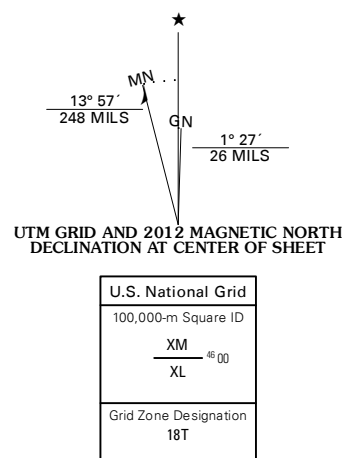 MN
GN
13° 57´
248 MILS
1° 27´
26 MILS
UTM GRID AND 2012 MAGNETIC NORTH
DECLINATION AT CENTER OF SHEET
U.S. National Grid
100,000-m Square ID
XM
46 00
XL
Grid Zone Designation
18T